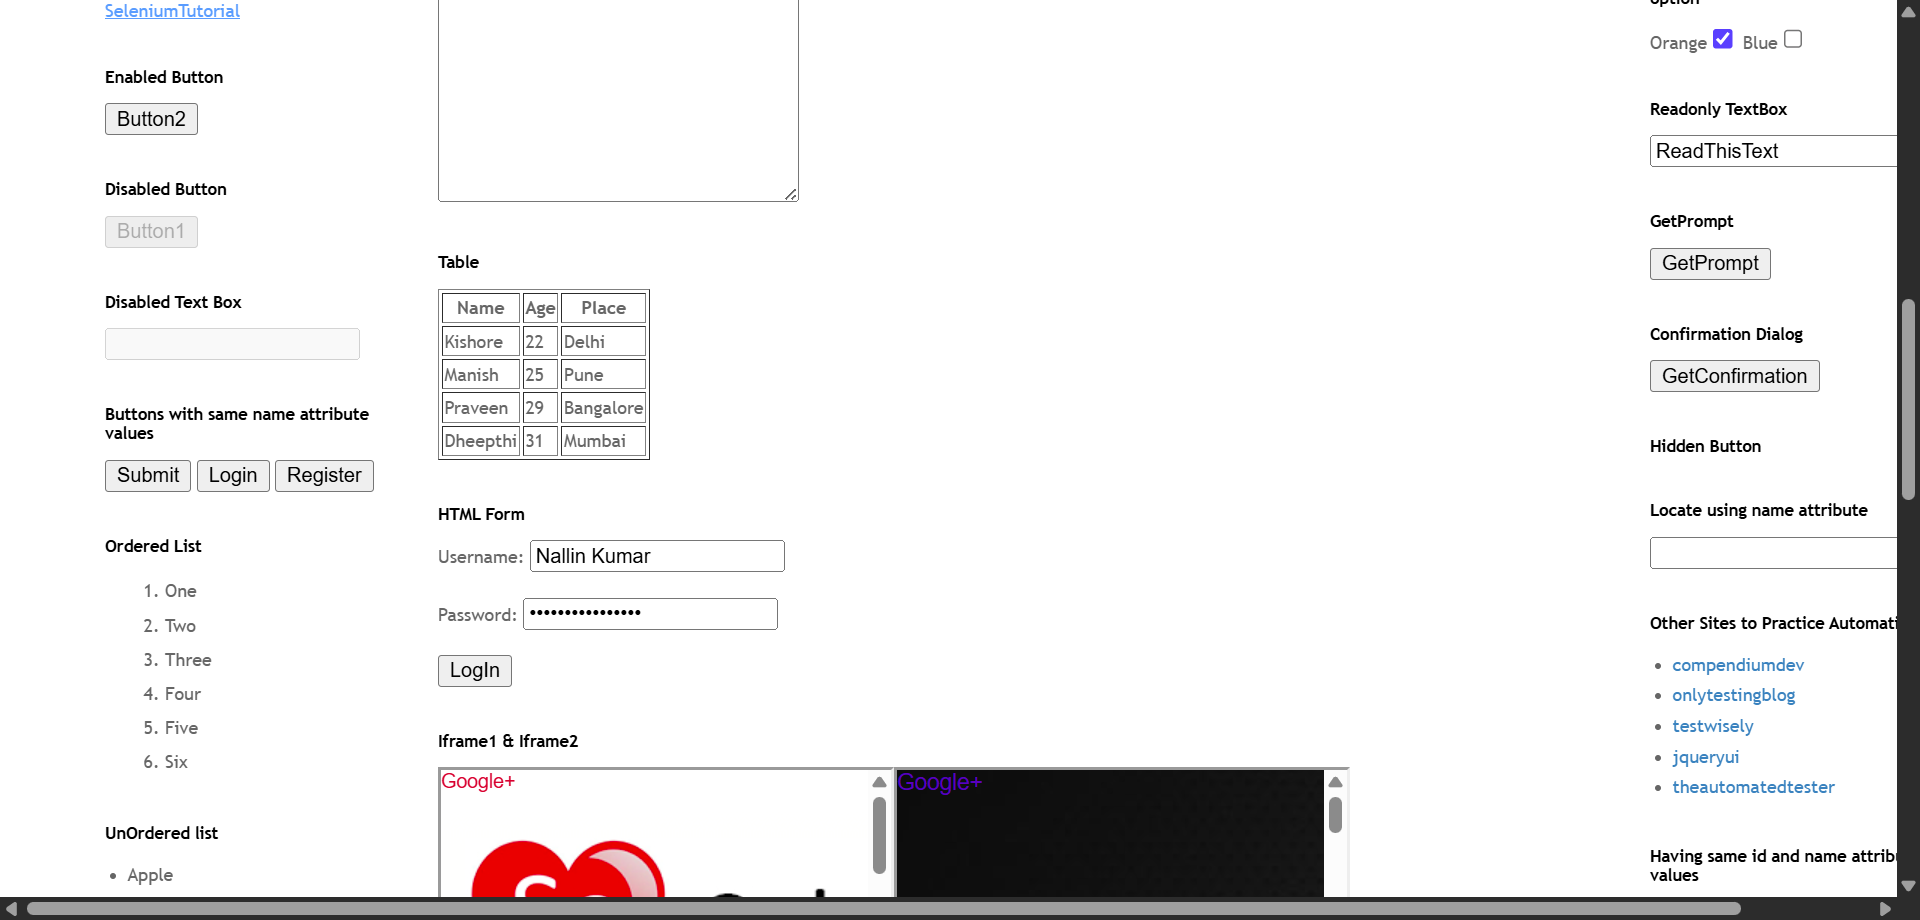 SeleniumTutorial
Enabled Button
Button2
Disabled Button
Button1
Disabled Text Box
Buttons with same name attribute
values
Submit Login Register
Ordered List
1. One
2. Two
3. Three
4. Four
5. Five
6. Six
UnOrdered list
• Apple
Table
Name Age Place
Kishore 22 Delhi
Manish 25 Pune
Praveen 29 Bangalore
Dheepthi 31 Mumbai
HTML Form
Username: Nallin Kumar
Password: ••••••••••••••••
LogIn
Iframe1 & Iframe2
Google+
Google+
option
Orange Blue
Readonly TextBox
ReadThisText
GetPrompt
GetPrompt
Confirmation Dialog
GetConfirmation
Hidden Button
Locate using name attribute
Other Sites to Practice Automati
• compendiumdev
• onlytestingblog
• testwisely
• jqueryui
• theautomatedtester
Having same id and name attribu
values